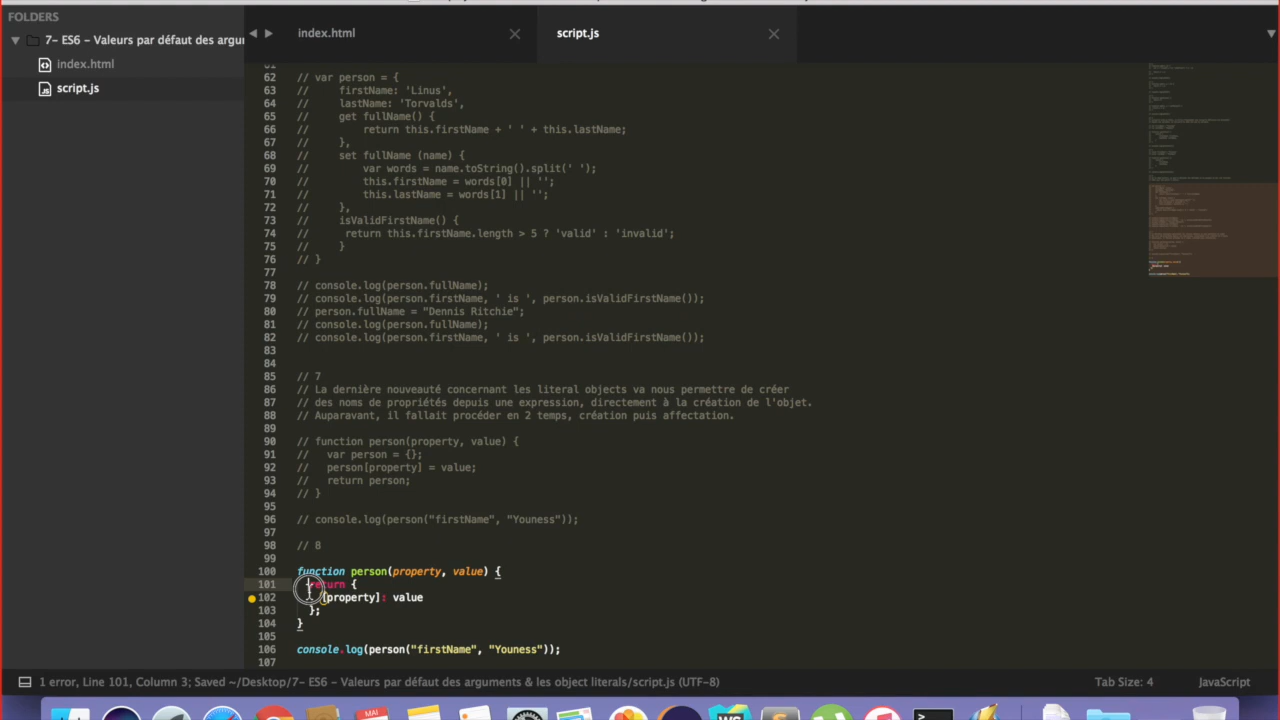 FOLDERS
7- ES6 - Valeurs par défaut des argu
index.html
script.js
index.html
script.js
61
62 // var person = {
63 //     firstName: 'Linus',
64 //     lastName: 'Torvalds',
65 //     get fullName() {
66 //         return this.firstName + ' ' + this.lastName;
67 //     },
68 //     set fullName (name) {
69 //         var words = name.toString().split(' ');
70 //         this.firstName = words[0] || '';
71 //         this.lastName = words[1] || '';
72 //     },
73 //     isValidFirstName() {
74 //      return this.firstName.length > 5 ? 'valid' : 'invalid';
75 //     }
76 // }
77
78 // console.log(person.fullName);
79 // console.log(person.firstName, ' is ', person.isValidFirstName());
80 // person.fullName = "Dennis Ritchie";
81 // console.log(person.fullName);
82 // console.log(person.firstName, ' is ', person.isValidFirstName());
83
84
85 // 7
86 // La dernière nouveauté concernant les literal objects va nous permettre de créer
87 // des noms de propriétés depuis une expression, directement à la création de l'objet.
88 // Auparavant, il fallait procéder en 2 temps, création puis affectation.
89
90 // function person(property, value) {
91 //   var person = {};
92 //   person[property] = value;
93 //   return person;
94 // }
95
96 // console.log(person("firstName", "Youness"));
97
98 // 8
99
100 function person(property, value) {
101   return {
102     [property]: value
103   };
104 }
105
106 console.log(person("firstName", "Youness"));
107
1 error, Line 101, Column 3; Saved ~/Desktop/7- ES6 - Valeurs par défaut des arguments & les object literals/script.js (UTF-8)
Tab Size: 4
JavaScript
MAI
WS